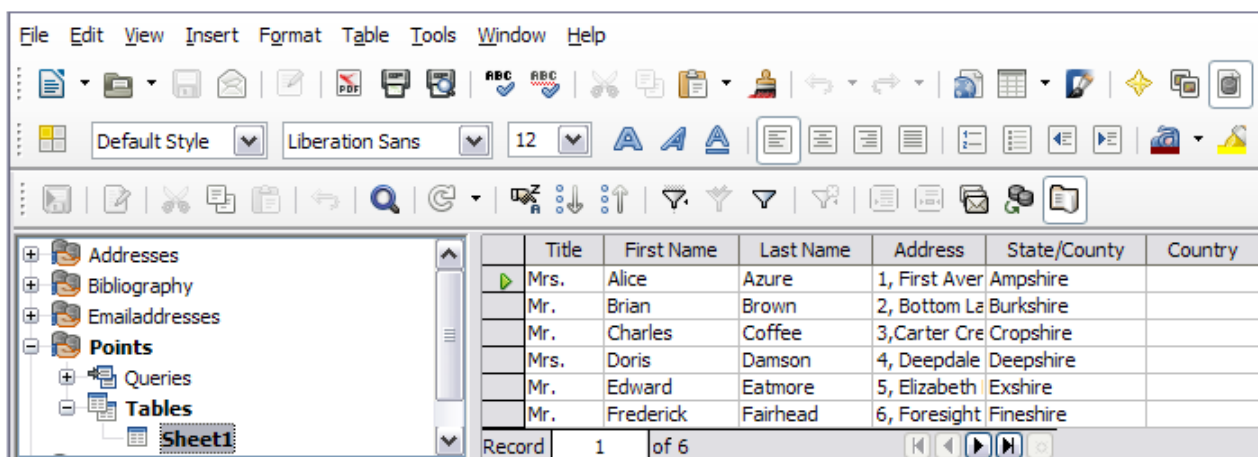 File Edit View Insert Format Table Tools Window Help
PDF ABC ABC
Default Style Liberation Sans 12
Z A
Addresses
Bibliography
Emailaddresses
Points
Queries
Tables
Sheet1
Title First Name Last Name Address State/County Country
Mrs. Alice Azure 1, First Aver Ampshire
Mr. Brian Brown 2, Bottom La Burkshire
Mr. Charles Coffee 3,Carter Cre Cropshire
Mrs. Doris Damson 4, Deepdale Deepshire
Mr. Edward Eatmore 5, Elizabeth Exshire
Mr. Frederick Fairhead 6, Foresight Fineshire
Record 1 of 6